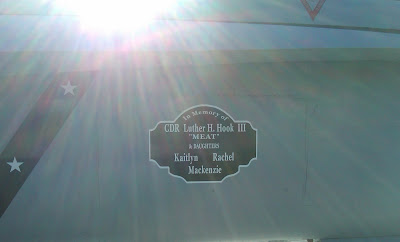 In Memory of
CDR Luther H. Hook III
"MEAT"
& DAUGHTERS
Kaitlyn Rachel
Mackenzie